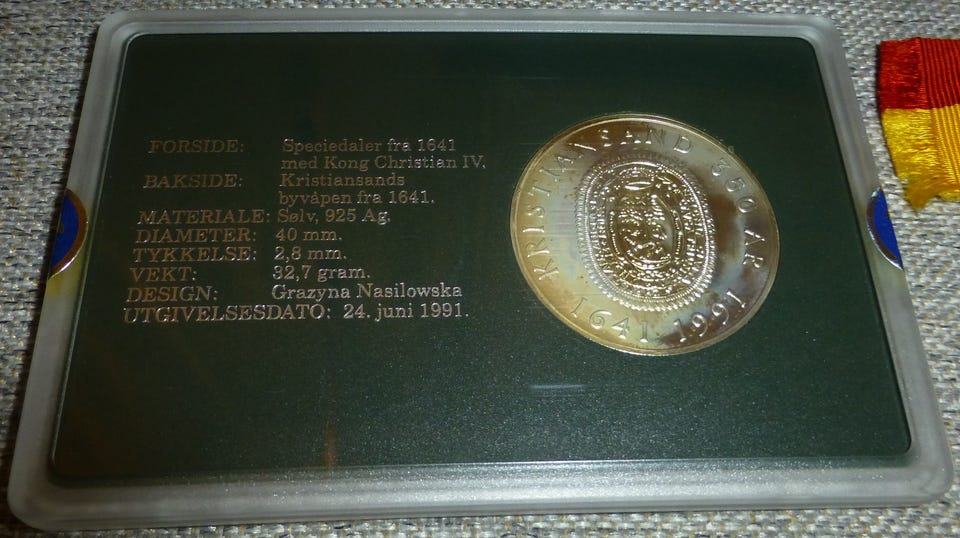 FORSIDE: Speciedaler fra 1641
med Kong Christian IV.
BAKSIDE: Kristiansands
byvåpen fra 1641.
MATERIALE: Sølv, 925 Ag.
DIAMETER: 40 mm.
TYKKELSE: 2,8 mm.
VEKT: 32,7 gram.
DESIGN: Grazyna Nasilowska
UTGIVELSESDATO: 24. juni 1991.
KRISTIANSAND 350 ÅR
1641 1991